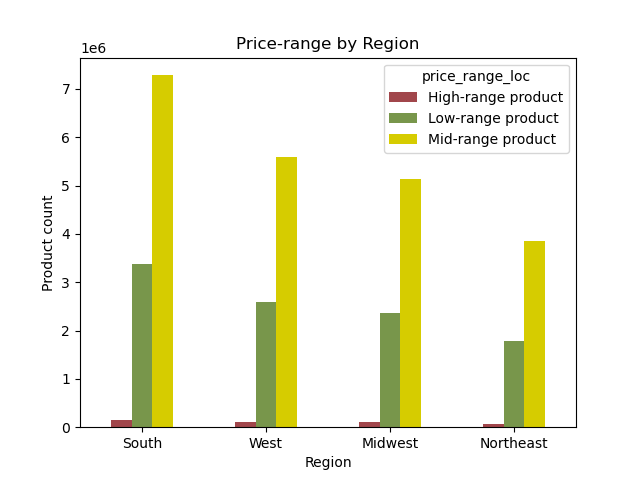 Price-range by Region
1e6
price_range_loc
High-range product
Low-range product
Mid-range product
7
6
5
4
3
2
1
0
Product count
South West Midwest Northeast
Region